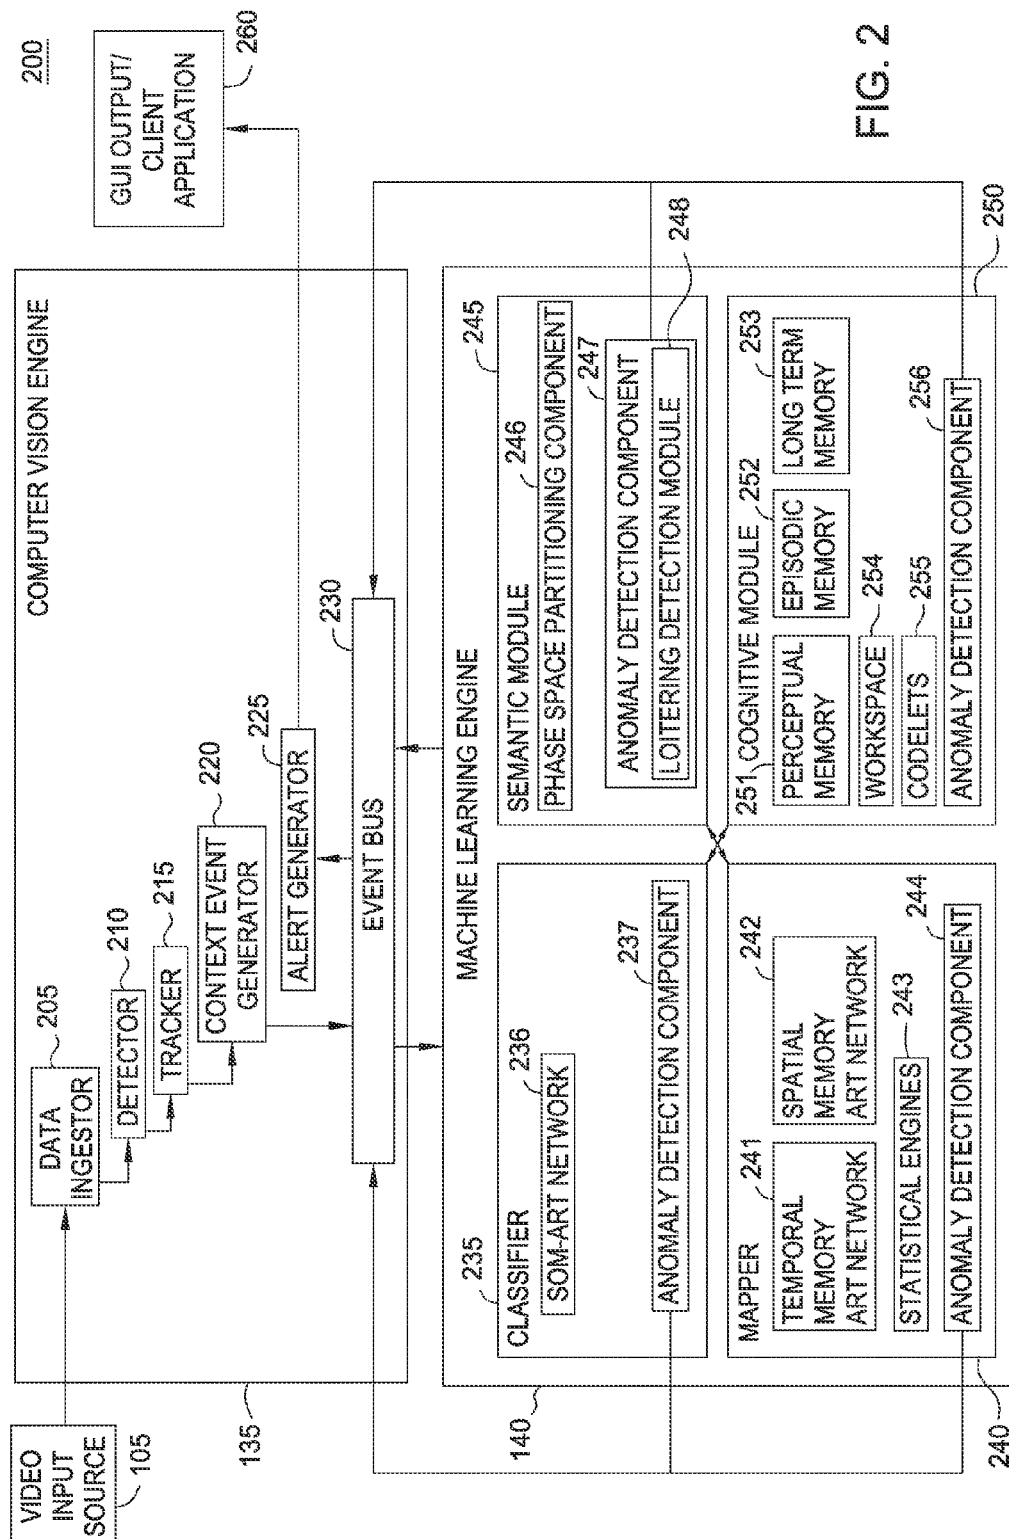 200
VIDEO
INPUT
SOURCE
105
COMPUTER VISION ENGINE
135
DATA
INGESTOR
205
DETECTOR
210
TRACKER
215
CONTEXT EVENT
GENERATOR
220
ALERT GENERATOR
225
EVENT BUS
230
GUI OUTPUT/
CLIENT
APPLICATION
260
MACHINE LEARNING ENGINE
140
CLASSIFIER
235
SOM-ART NETWORK
236
ANOMALY DETECTION COMPONENT
237
SEMANTIC MODULE
245
PHASE SPACE PARTITIONING COMPONENT
246
ANOMALY DETECTION COMPONENT
247
LOITERING DETECTION MODULE
248
MAPPER
240
TEMPORAL
MEMORY
ART NETWORK
241
SPATIAL
MEMORY
ART NETWORK
242
STATISTICAL ENGINES
243
ANOMALY DETECTION COMPONENT
244
COGNITIVE MODULE
250
PERCEPTUAL
MEMORY
251
EPISODIC
MEMORY
252
LONG TERM
MEMORY
253
WORKSPACE
254
CODELETS
255
ANOMALY DETECTION COMPONENT
256
FIG. 2